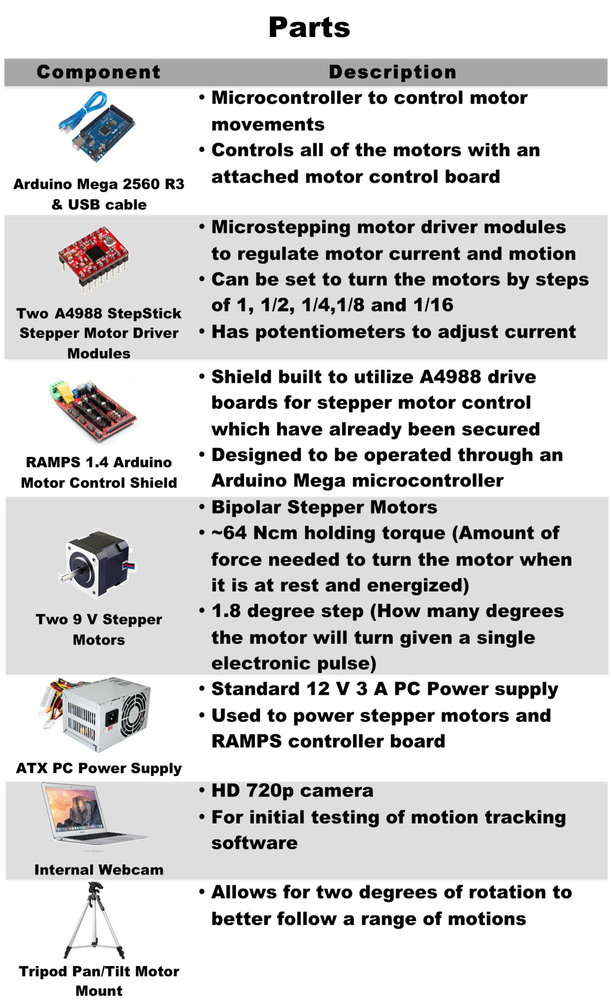 Parts
Component
Description
Arduino Mega 2560 R3
& USB cable
• Microcontroller to control motor
movements
• Controls all of the motors with an
attached motor control board
Two A4988 StepStick
Stepper Motor Driver
Modules
• Microstepping motor driver modules
to regulate motor current and motion
• Can be set to turn the motors by steps
of 1, 1/2, 1/4,1/8 and 1/16
• Has potentiometers to adjust current
RAMPS 1.4 Arduino
Motor Control Shield
• Shield built to utilize A4988 drive
boards for stepper motor control
which have already been secured
• Designed to be operated through an
Arduino Mega microcontroller
Two 9 V Stepper
Motors
• Bipolar Stepper Motors
• ~64 Ncm holding torque (Amount of
force needed to turn the motor when
it is at rest and energized)
• 1.8 degree step (How many degrees
the motor will turn given a single
electronic pulse)
ATX PC Power Supply
• Standard 12 V 3 A PC Power supply
• Used to power stepper motors and
RAMPS controller board
Internal Webcam
• HD 720p camera
• For initial testing of motion tracking
software
Tripod Pan/Tilt Motor
Mount
• Allows for two degrees of rotation to
better follow a range of motions